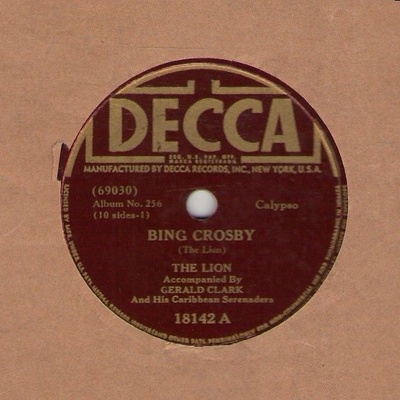 DECCA
REG. U.S. PAT. OFF.
MARCA REGISTRADA
MANUFACTURED BY DECCA RECORDS, INC., NEW YORK, U.S.A.
(69030)
Album No. 256
(10 sides-1)
Calypso
BING CROSBY
(The Lion)
THE LION
Accompanied By
GERALD CLARK
And His Caribbean Serenaders
18142 A